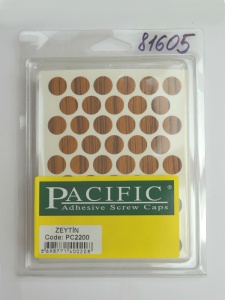 81605
PACIFIC®
Adhesive Screw Caps
ZEYTİN
Code: PC2200